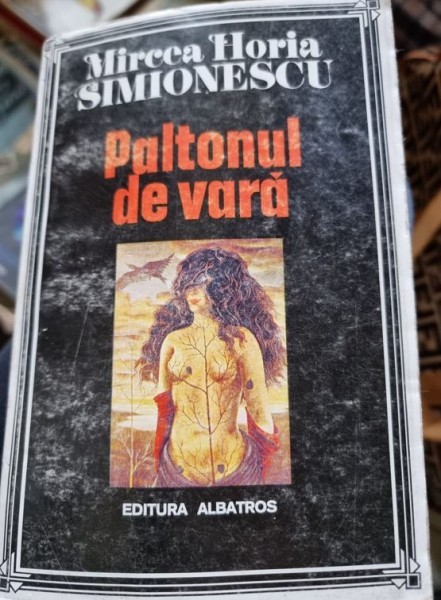 Mircea Horia
SIMIONESCU
Paltonul
de vară
EDITURA ALBATROS